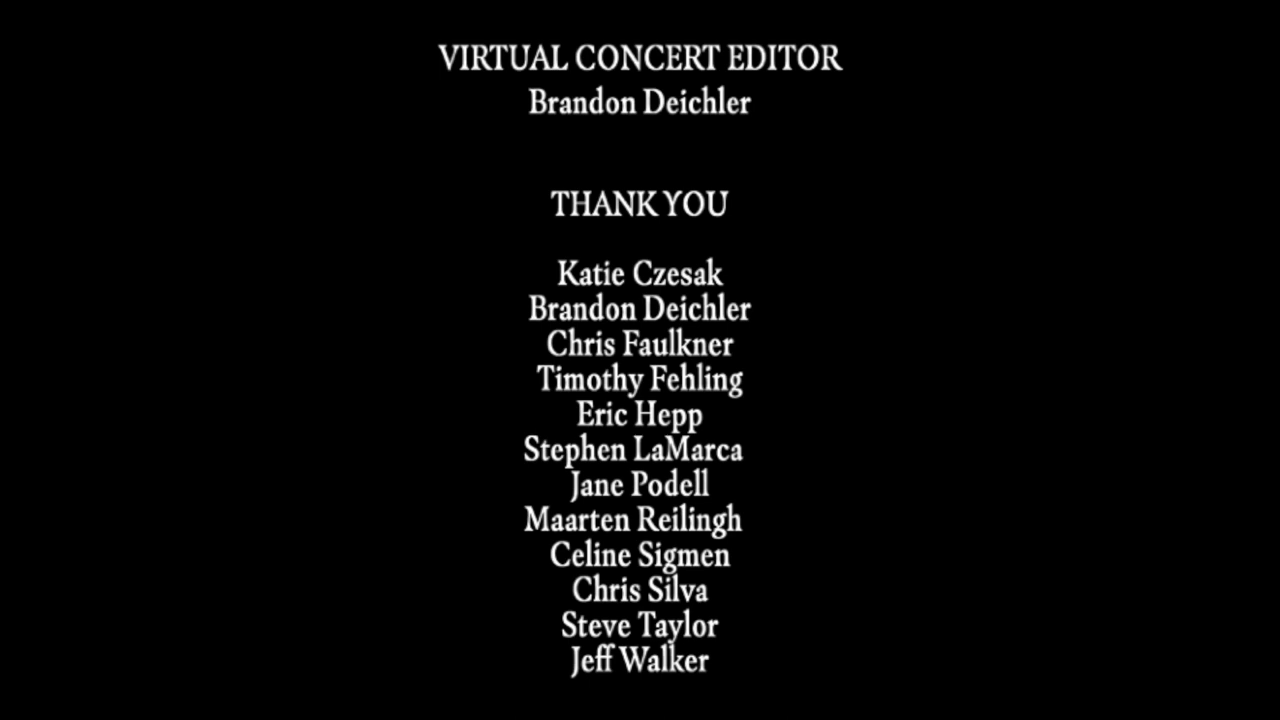 VIRTUAL CONCERT EDITOR
Brandon Deichler
THANK YOU
Katie Czesak
Brandon Deichler
Chris Faulkner
Timothy Fehling
Eric Hepp
Stephen LaMarca
Jane Podell
Maarten Reilingh
Celine Sigmen
Chris Silva
Steve Taylor
Jeff Walker